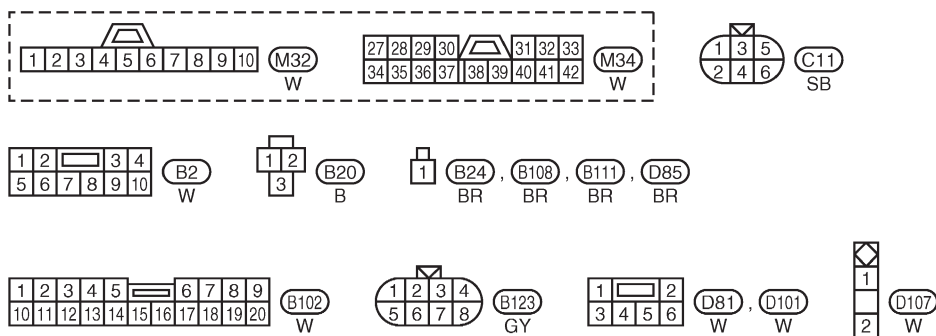 1 2 3 4 5 6 7 8 9 10 M32
W
27 28 29 30 31 32 33
34 35 36 37 38 39 40 41 42 M34
W
1 3 5
2 4 6 C11
SB
1 2 3 4
5 6 7 8 9 10 B2
W
1 2
3 B20
B
1 B24 , B108 , B111 , D85
BR BR BR BR
1 2 3 4 5 6 7 8 9
10 11 12 13 14 15 16 17 18 19 20 B102
W
1 2 3 4
5 6 7 8 B123
GY
1 2
3 4 5 6 D81 , D101
W W
1
2 D107
W